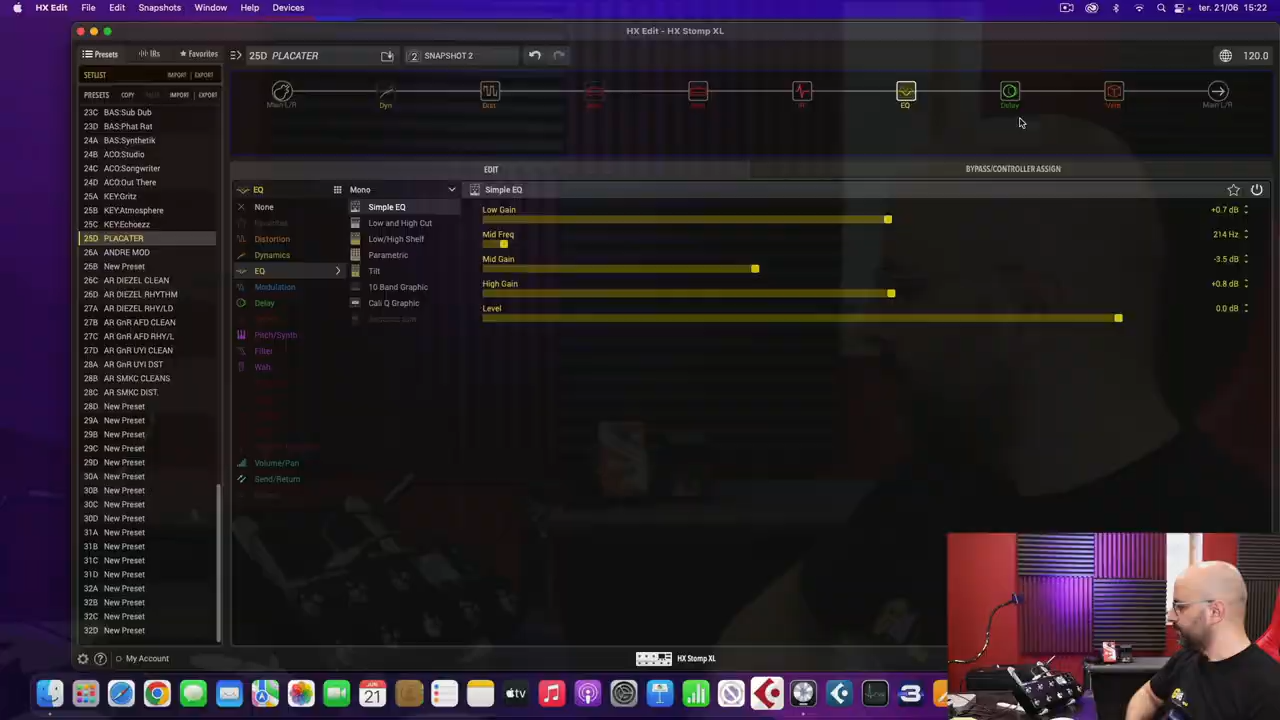 HX Edit File Edit Snapshots Window Help Devices ter. 21/06 15:22
HX Edit - HX Stomp XL
Presets IRs Favorites 25D PLACATER 2 SNAPSHOT 2 120.0
SETLIST IMPORT | EXPORT
PRESETS COPY IMPORT | EXPORT
Main L/R Dyn Dist IR EQ Delay Main L/R
EDIT BYPASS/CONTROLLER ASSIGN
EQ Mono Simple EQ
None
Distortion
Dynamics
EQ
Modulation
Delay
Pitch/Synth
Filter
Wah
Volume/Pan
Send/Return
Simple EQ
Low and High Cut
Low/High Shelf
Parametric
Tilt
10 Band Graphic
Cali Q Graphic
Low Gain +0.7 dB
Mid Freq 214 Hz
Mid Gain -3.5 dB
High Gain +0.8 dB
Level 0.0 dB
23C BAS:Sub Dub
23D BAS:Phat Rat
24A BAS:Synthetik
24B ACO:Studio
24C ACO:Songwriter
24D ACO:Out There
25A KEY:Gritz
25B KEY:Atmosphere
25C KEY:Echoezz
25D PLACATER
26A ANDRE MOD
26B New Preset
26C AR DIEZEL CLEAN
26D AR DIEZEL RHYTHM
27A AR DIEZEL RHY/LD
27B AR GnR AFD CLEAN
27C AR GnR AFD RHY/L
27D AR GnR UYI CLEAN
28A AR GnR UYI DST
28B AR SMKC CLEANS
28C AR SMKC DIST.
28D New Preset
29A New Preset
29B New Preset
29C New Preset
29D New Preset
30A New Preset
30B New Preset
30C New Preset
30D New Preset
31A New Preset
31B New Preset
31C New Preset
31D New Preset
32A New Preset
32B New Preset
32C New Preset
32D New Preset
My Account
HX Stomp XL
JUN
21
tv